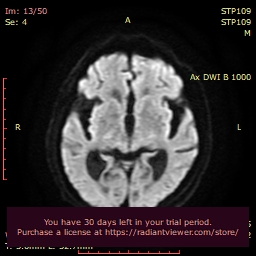 Im: 13/50
Se: 4
A
STP109
STP109
M
Ax DWI B 1000
R
L
You have 30 days left in your trial period.
Purchase a license at https://radiantviewer.com/store/